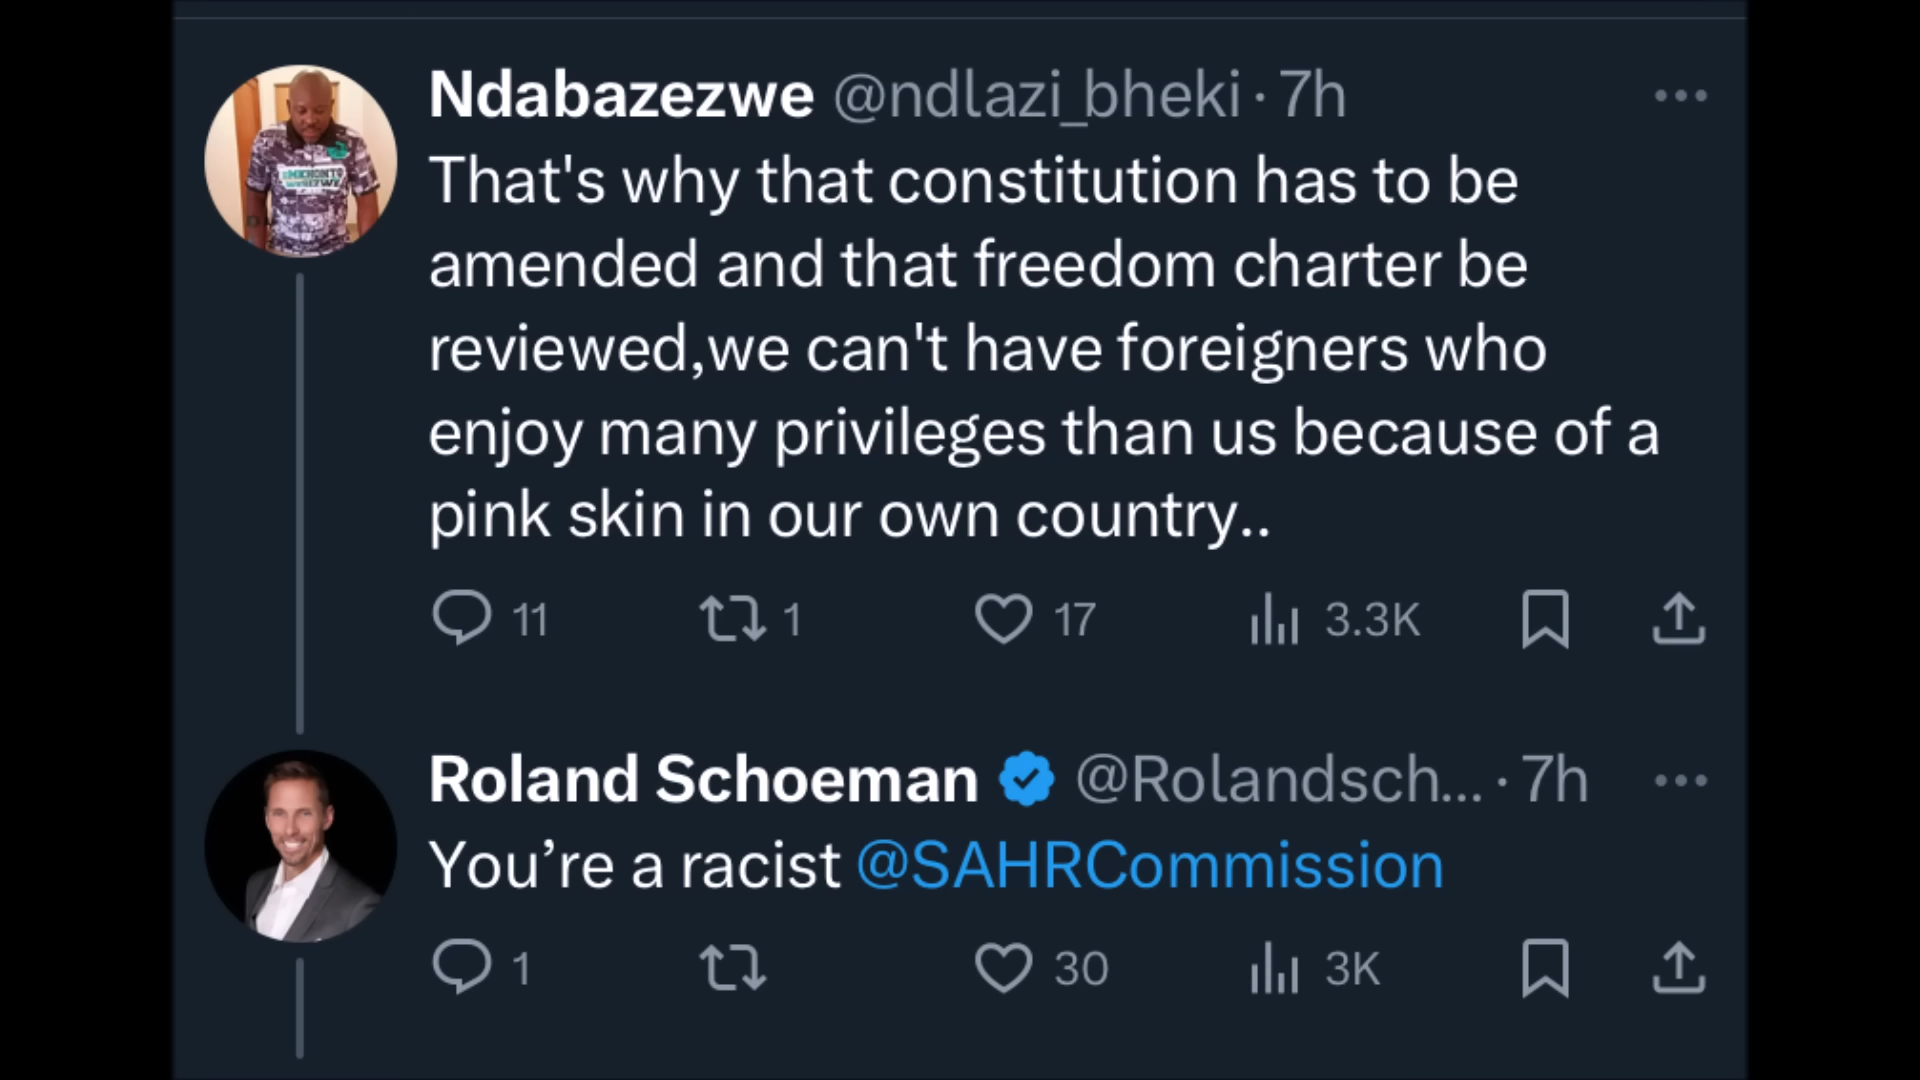 Ndabazezwe @ndlazi_bheki · 7h
That's why that constitution has to be
amended and that freedom charter be
reviewed,we can't have foreigners who
enjoy many privileges than us because of a
pink skin in our own country..
11 1 17 3.3K
Roland Schoeman @Rolandsch... · 7h
You’re a racist @SAHRCommission
1 30 3K